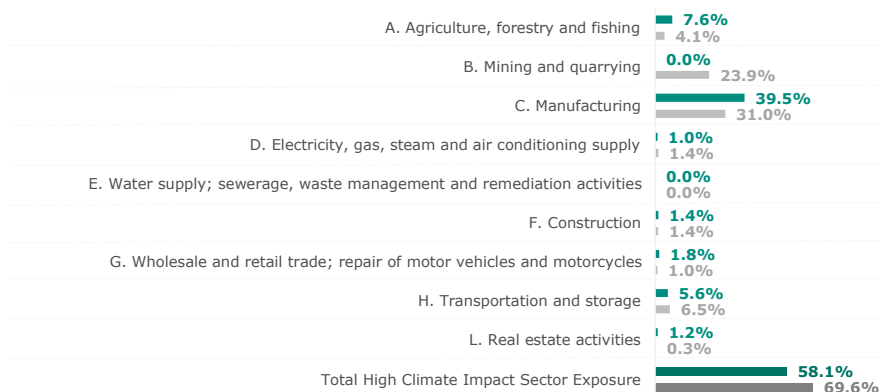 A. Agriculture, forestry and fishing
7.6%
4.1%
B. Mining and quarrying
0.0%
23.9%
C. Manufacturing
39.5%
31.0%
D. Electricity, gas, steam and air conditioning supply
1.0%
1.4%
E. Water supply; sewerage, waste management and remediation activities
0.0%
0.0%
F. Construction
1.4%
1.4%
G. Wholesale and retail trade; repair of motor vehicles and motorcycles
1.8%
1.0%
H. Transportation and storage
5.6%
6.5%
L. Real estate activities
1.2%
0.3%
Total High Climate Impact Sector Exposure
58.1%
69.6%